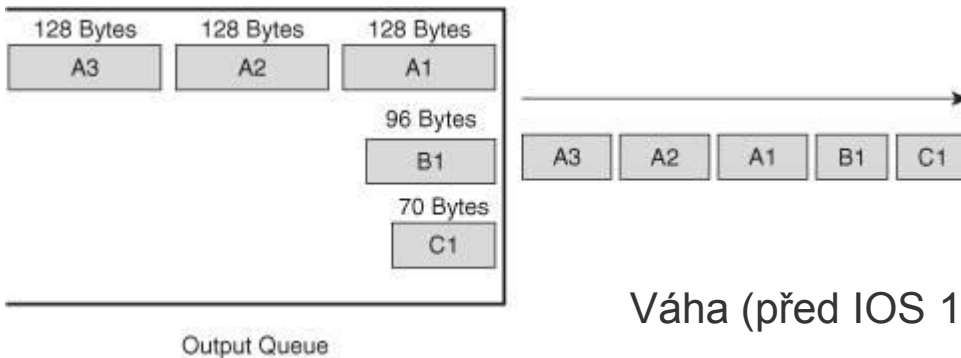 128 Bytes 128 Bytes 128 Bytes
A3 A2 A1
96 Bytes
B1
70 Bytes
C1
A3 A2 A1 B1 C1
Output Queue
Váha (před IOS 1